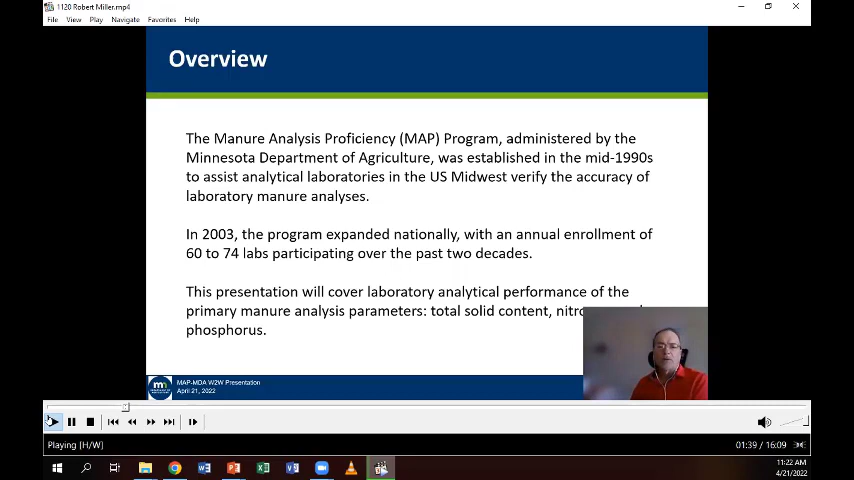 1120 Robert Miller.mp4
File View Play Navigate Favorites Help
Overview
The Manure Analysis Proficiency (MAP) Program, administered by the
Minnesota Department of Agriculture, was established in the mid-1990s
to assist analytical laboratories in the US Midwest verify the accuracy of
laboratory manure analyses.
In 2003, the program expanded nationally, with an annual enrollment of
60 to 74 labs participating over the past two decades.
This presentation will cover laboratory analytical performance of the
primary manure analysis parameters: total solid content,
phosphorus.
MAP-MDA W2W Presentation
April 21, 2022
Playing [H/W]
01:39 / 16:09
11:22 AM
4/21/2022